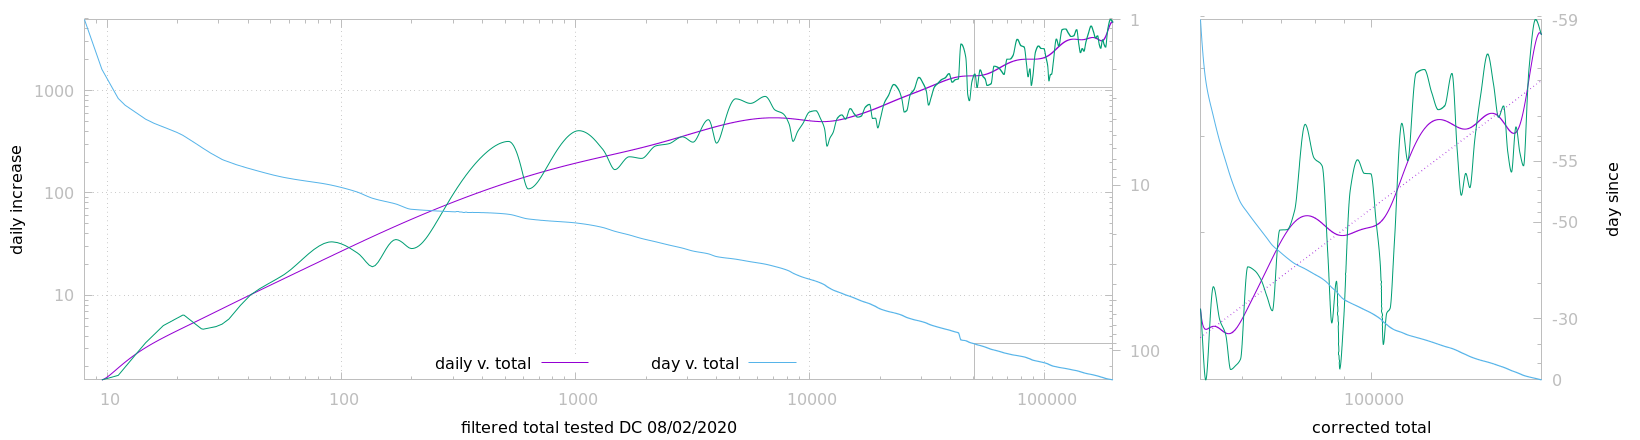 daily increase
1000
100
10
daily v. total
day v. total
10
100
1000
10000
100000
filtered total tested DC 08/02/2020
1
10
100
100000
corrected total
-59
-55
-50
-30
0
day since